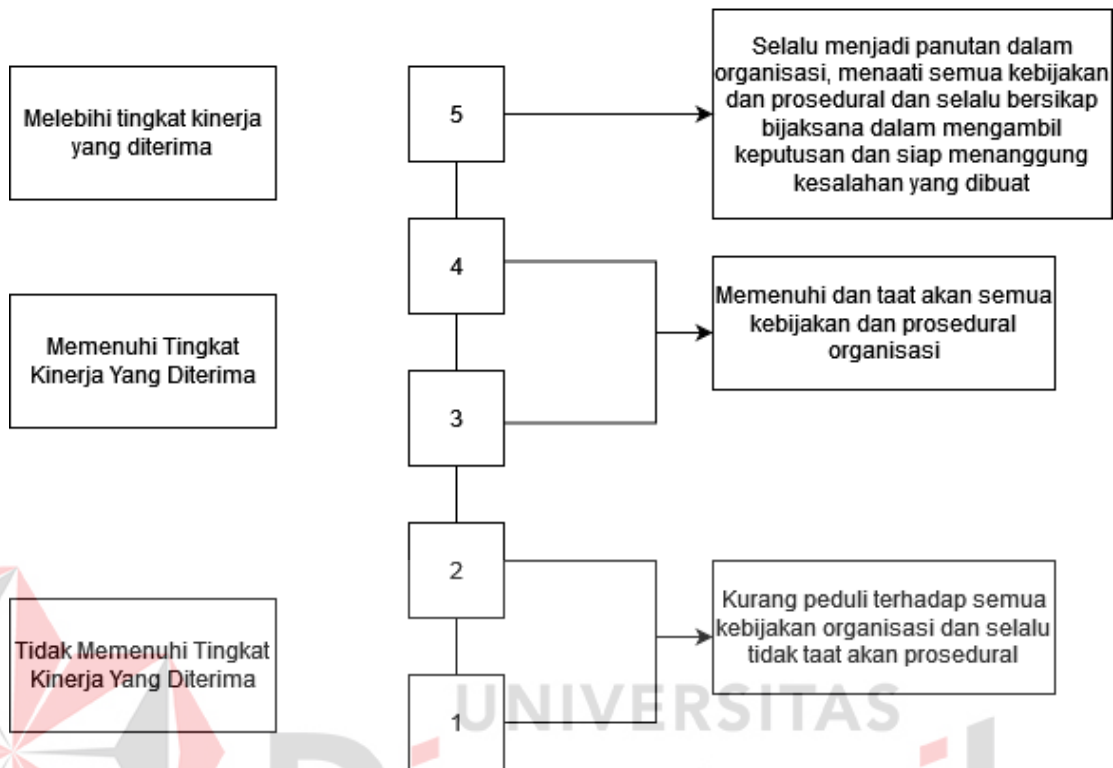 Melebihi tingkat kinerja
yang diterima
5
Selalu menjadi panutan dalam
organisasi, menaati semua kebijakan
dan prosedural dan selalu bersikap
bijaksana dalam mengambil
keputusan dan siap menanggung
kesalahan yang dibuat
4
Memenuhi dan taat akan semua
kebijakan dan prosedural
organisasi
Memenuhi Tingkat
Kinerja Yang Diterima
3
2
Kurang peduli terhadap semua
kebijakan organisasi dan selalu
tidak taat akan prosedural
Tidak Memenuhi Tingkat
Kinerja Yang Diterima
1
UNIVERSITAS